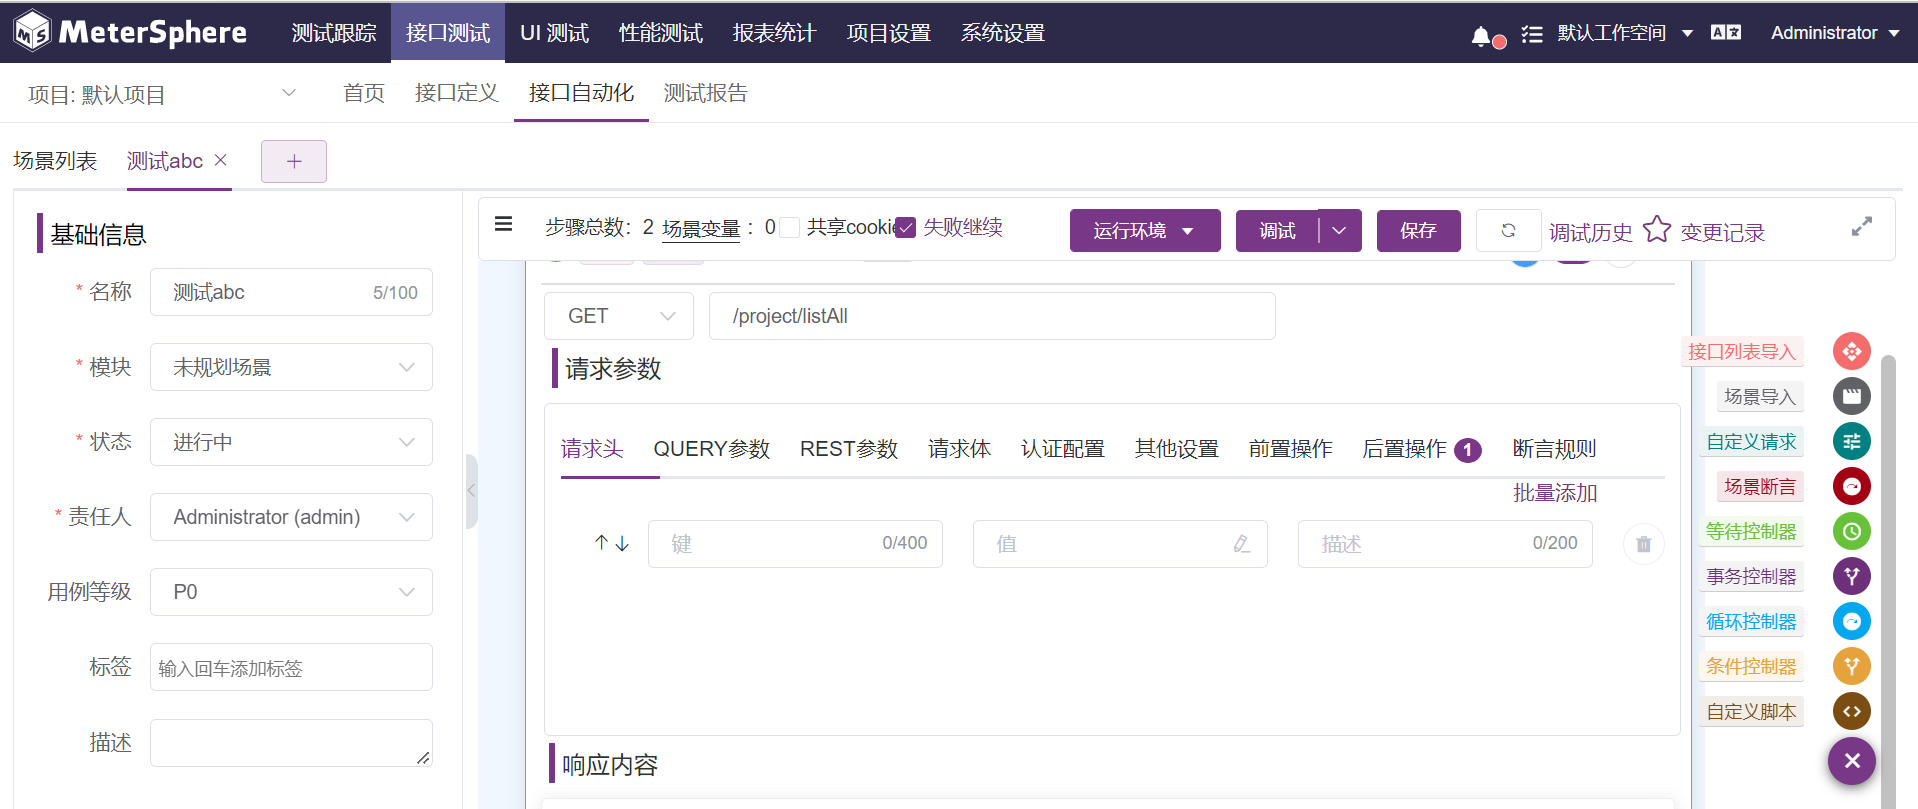 MeterSphere 测试跟踪 接口测试 UI 测试 性能测试 报表统计 项目设置 系统设置 默认工作空间 Administrator
项目: 默认项目 首页 接口定义 接口自动化 测试报告
场景列表 测试abc
基础信息
* 名称 测试abc 5/100
* 模块 未规划场景
* 状态 进行中
* 责任人 Administrator (admin)
用例等级 P0
标签 输入回车添加标签
描述
步骤总数: 2 场景变量 : 0 共享cookie 失败继续 运行环境 调试 保存 调试历史 变更记录
GET /project/listAll
请求参数
请求头 QUERY参数 REST参数 请求体 认证配置 其他设置 前置操作 后置操作 1 断言规则
批量添加
键 0/400 值 描述 0/200
响应内容
接口列表导入
场景导入
自定义请求
场景断言
等待控制器
事务控制器
循环控制器
条件控制器
自定义脚本